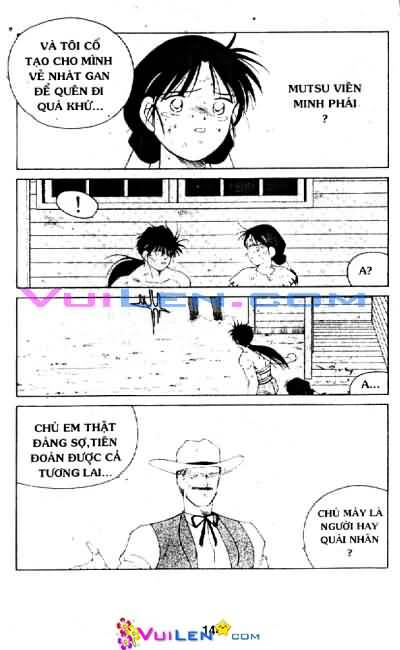 VÀ TÔI CỐ
TẠO CHO MÌNH
VẺ NHÁT GAN
ĐỂ QUÊN ĐI
QUÁ KHỨ...
MUTSU VIÊN
MINH PHÁI
?
!
A?
VUILEN.COM
A...
CHÚ EM THẬT
ĐÁNG SỢ, TIÊN
ĐOÁN ĐƯỢC CẢ
TƯƠNG LAI...
CHÚ MÀY LÀ
NGƯỜI HAY
QUÁI NHÂN
?
14
VUILEN.COM